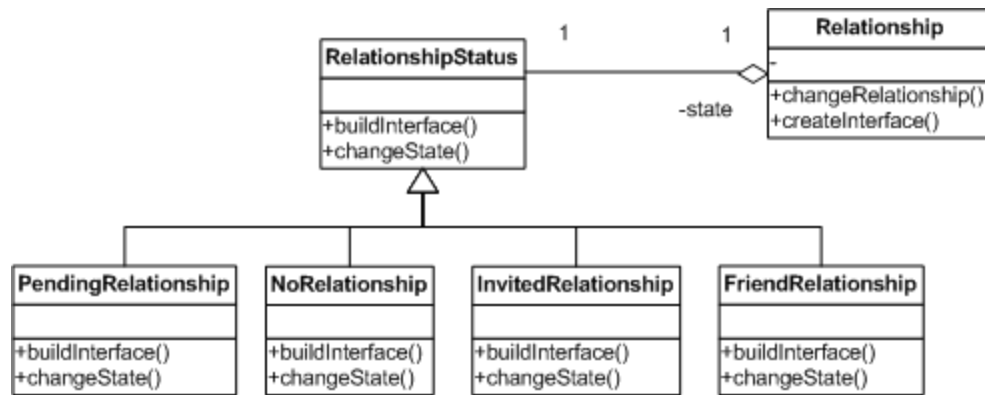 Relationship
-
+changeRelationship()
+createInterface()
1
1
-state
RelationshipStatus
+buildInterface()
+changeState()
PendingRelationship
+buildInterface()
+changeState()
NoRelationship
+buildInterface()
+changeState()
InvitedRelationship
+buildInterface()
+changeState()
FriendRelationship
+buildInterface()
+changeState()